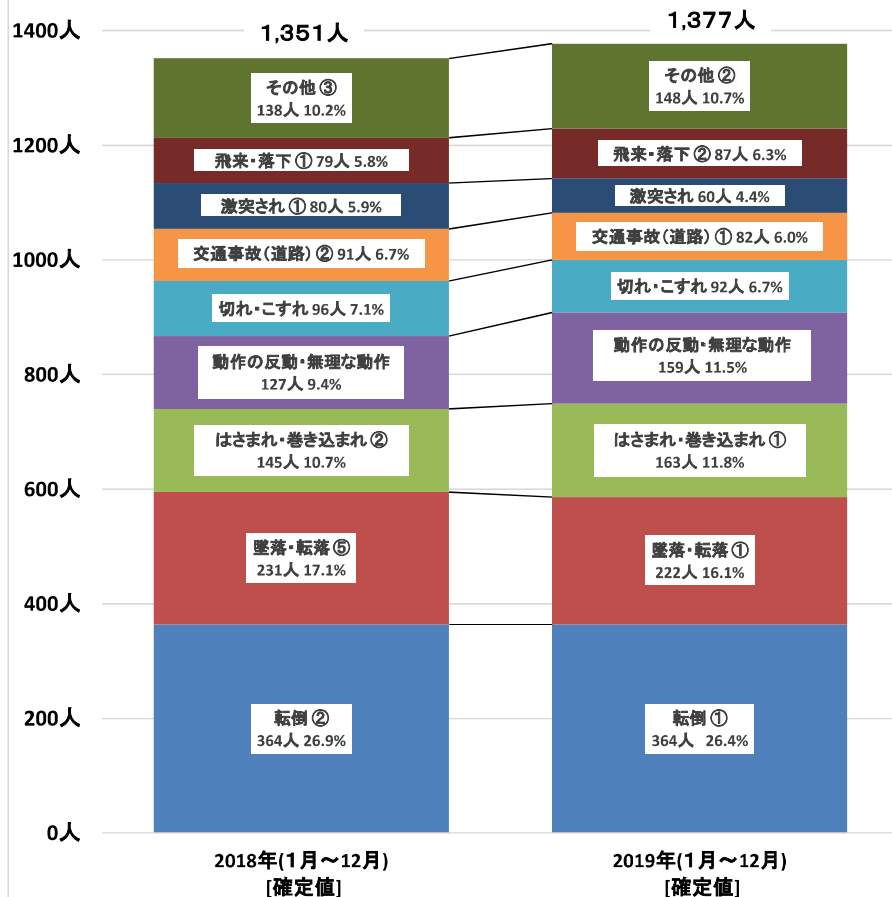 1400人
1200人
1000人
800人
600人
400人
200人
0人
1,351人
その他 ③
138人 10.2%
飛来・落下 ① 79人 5.8%
激突され ① 80人 5.9%
交通事故(道路) ② 91人 6.7%
切れ・こすれ 96人 7.1%
動作の反動・無理な動作
127人 9.4%
はさまれ・巻き込まれ ②
145人 10.7%
墜落・転落 ⑤
231人 17.1%
転倒 ②
364人 26.9%
2018年(1月~12月)
[確定値]
1,377人
その他 ②
148人 10.7%
飛来・落下 ② 87人 6.3%
激突され 60人 4.4%
交通事故(道路) ① 82人 6.0%
切れ・こすれ 92人 6.7%
動作の反動・無理な動作
159人 11.5%
はさまれ・巻き込まれ ①
163人 11.8%
墜落・転落 ①
222人 16.1%
転倒 ①
364人 26.4%
2019年(1月~12月)
[確定値]